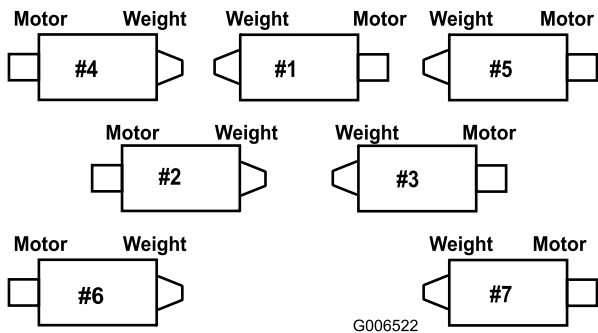 Motor Weight Weight Motor Weight Motor
#4 #1 #5
Motor Weight Weight Motor
#2 #3
Motor Weight Weight Motor
#6 #7
G006522